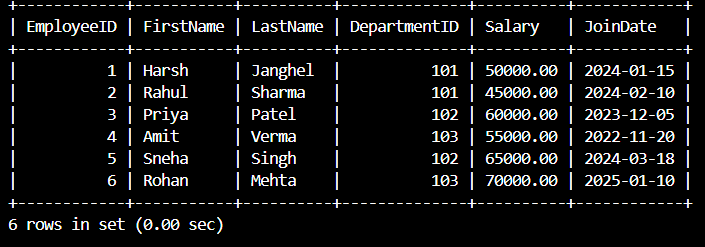 +------------+-----------+----------+--------------+----------+------------+
| EmployeeID | FirstName | LastName | DepartmentID | Salary   | JoinDate   |
+------------+-----------+----------+--------------+----------+------------+
|          1 | Harsh     | Janghel  |          101 | 50000.00 | 2024-01-15 |
|          2 | Rahul     | Sharma   |          101 | 45000.00 | 2024-02-10 |
|          3 | Priya     | Patel    |          102 | 60000.00 | 2023-12-05 |
|          4 | Amit      | Verma    |          103 | 55000.00 | 2022-11-20 |
|          5 | Sneha     | Singh    |          102 | 65000.00 | 2024-03-18 |
|          6 | Rohan     | Mehta    |          103 | 70000.00 | 2025-01-10 |
+------------+-----------+----------+--------------+----------+------------+
6 rows in set (0.00 sec)